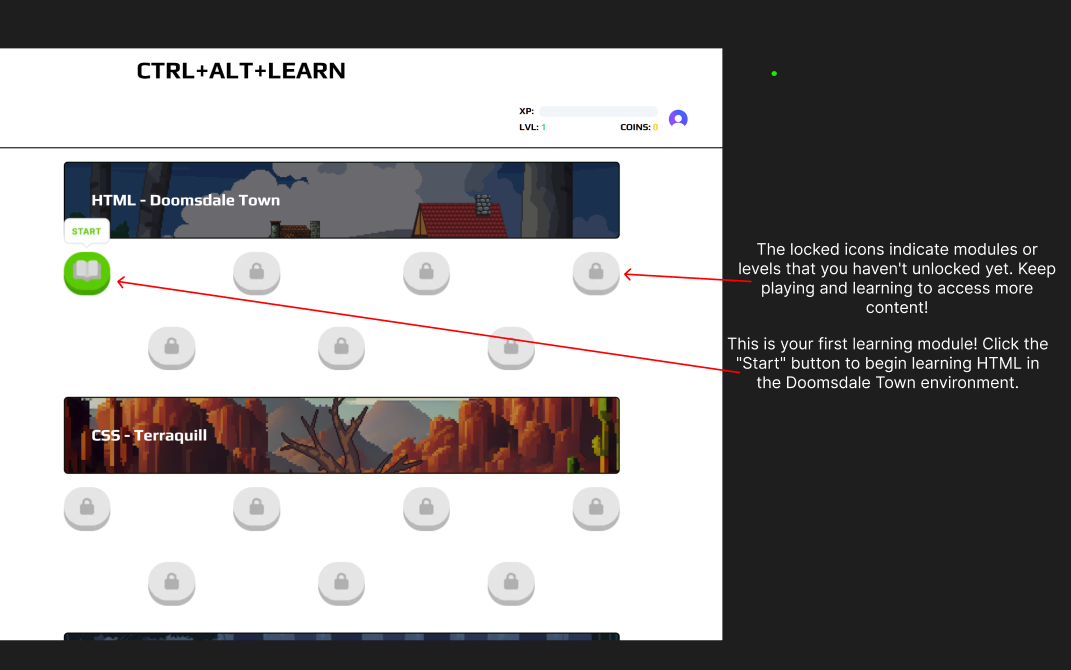 CTRL+ALT+LEARN
XP:
LVL: 1 COINS: 0
HTML - Doomsdale Town
START
CSS - Terraquill
The locked icons indicate modules or
levels that you haven't unlocked yet. Keep
playing and learning to access more
content!
This is your first learning module! Click the
"Start" button to begin learning HTML in
the Doomsdale Town environment.